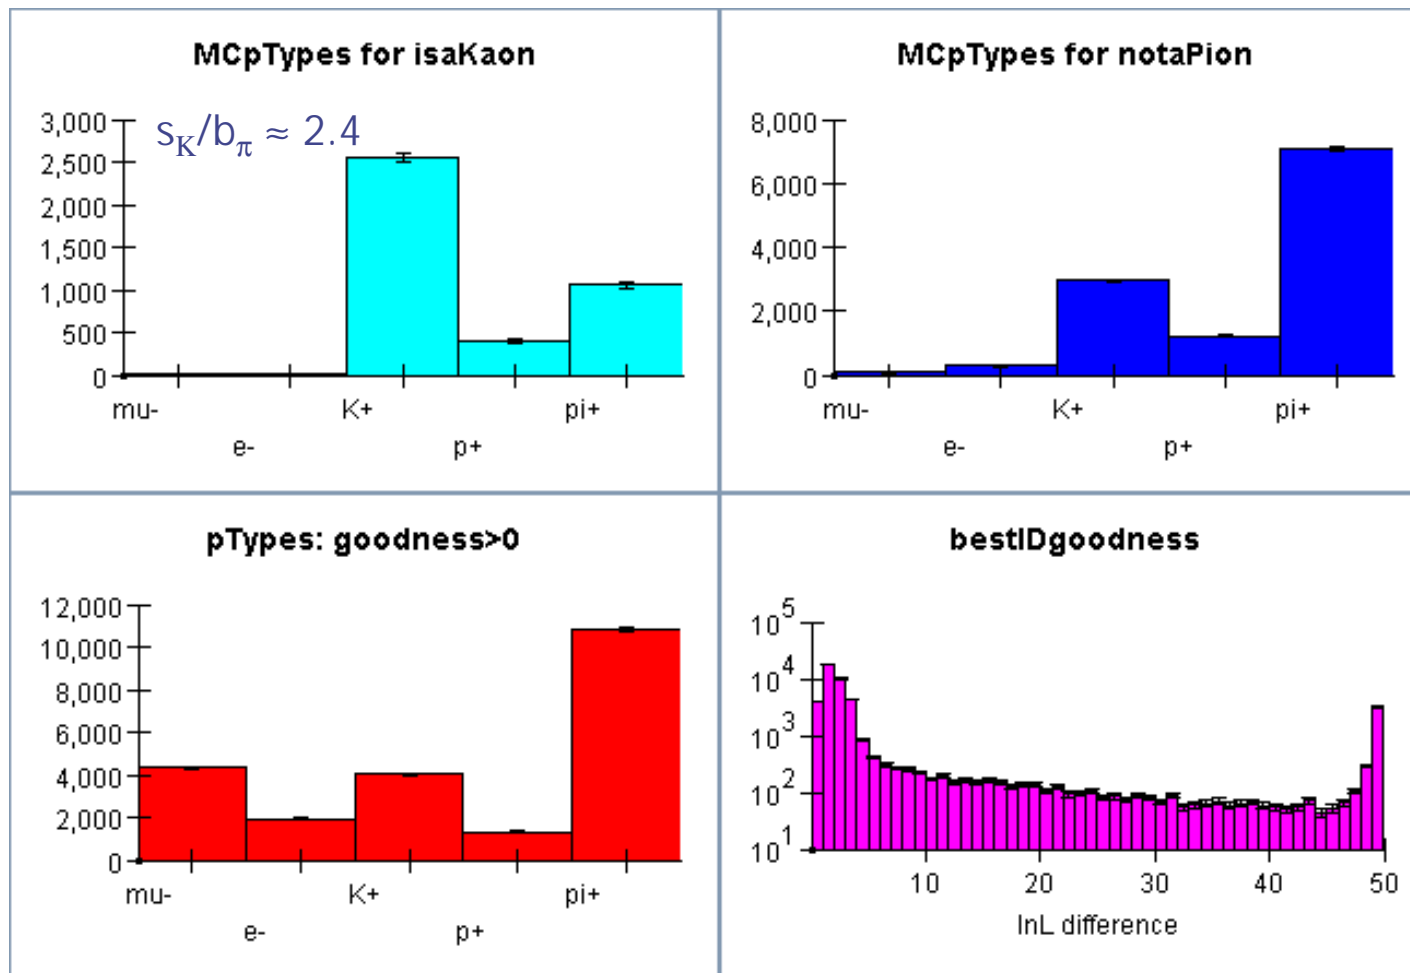 MCpTypes for isaKaon
s_K/b_π ≈ 2.4
3,000
2,500
2,000
1,500
1,000
500
0
mu-
K+
pi+
e-
p+
MCpTypes for notaPion
8,000
6,000
4,000
2,000
0
mu-
K+
pi+
e-
p+
pTypes: goodness>0
12,000
10,000
8,000
6,000
4,000
2,000
0
mu-
K+
pi+
e-
p+
bestIDgoodness
10^5
10^4
10^3
10^2
10^1
10 20 30 40 50
lnL difference